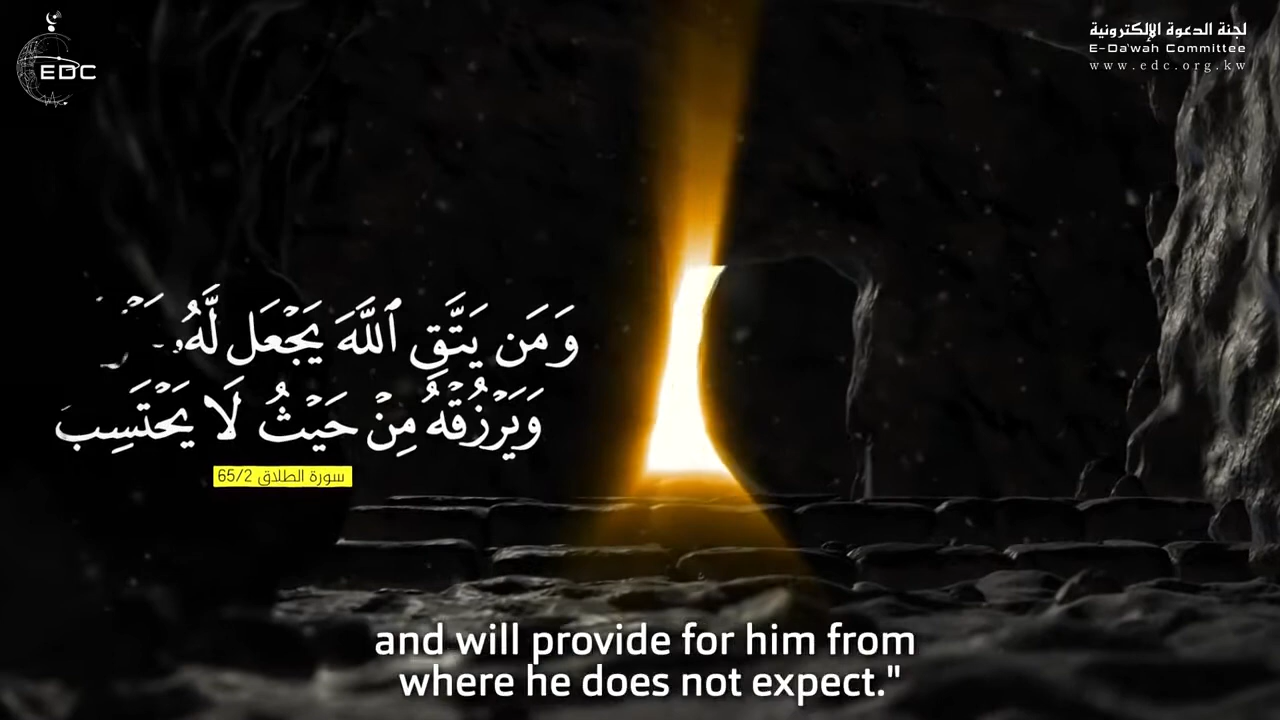 EDC
لجنة الدعوة الإلكترونية
E-Da'wah Committee
www.edc.org.kw
وَمَن يَتَّقِ ٱللَّهَ يَجْعَل لَّهُۥ
وَيَرْزُقْهُ مِنْ حَيْثُ لَا يَحْتَسِبُ
سورة الطلاق 65/2
and will provide for him from
where he does not expect."